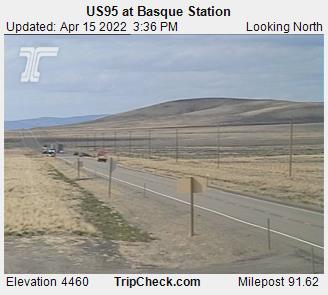 US95 at Basque Station
Updated: Apr 15 2022 3:36 PM Looking North
Elevation 4460 TripCheck.com Milepost 91.62